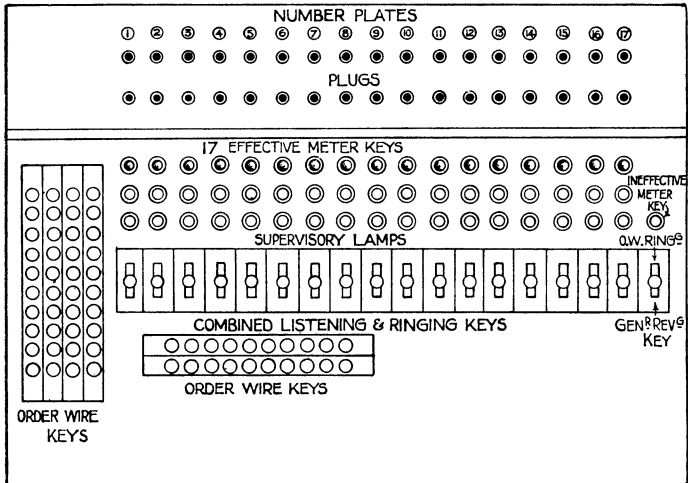 NUMBER PLATES
1 2 3 4 5 6 7 8 9 10 11 12 13 14 15 16 17
PLUGS
17 EFFECTIVE METER KEYS
INEFFECTIVE
METER
KEY
SUPERVISORY LAMPS
O.W.RINGG
COMBINED LISTENING & RINGING KEYS
GENR REVG
KEY
ORDER WIRE KEYS
ORDER WIRE
KEYS